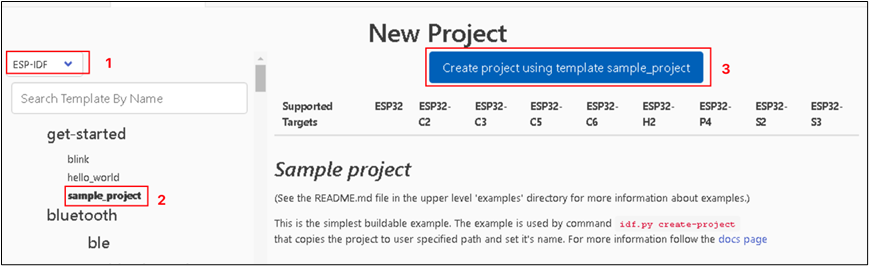 New Project
ESP-IDF
1
Search Template By Name
get-started
blink
hello_world
sample_project
2
bluetooth
ble
Create project using template sample_project
3
Supported Targets ESP32 ESP32-C2 ESP32-C3 ESP32-C5 ESP32-C6 ESP32-H2 ESP32-P4 ESP32-S2 ESP32-S3
Sample project
(See the README.md file in the upper level 'examples' directory for more information about examples.)
This is the simplest buildable example. The example is used by command idf.py create-project
that copies the project to user specified path and set it's name. For more information follow the docs page